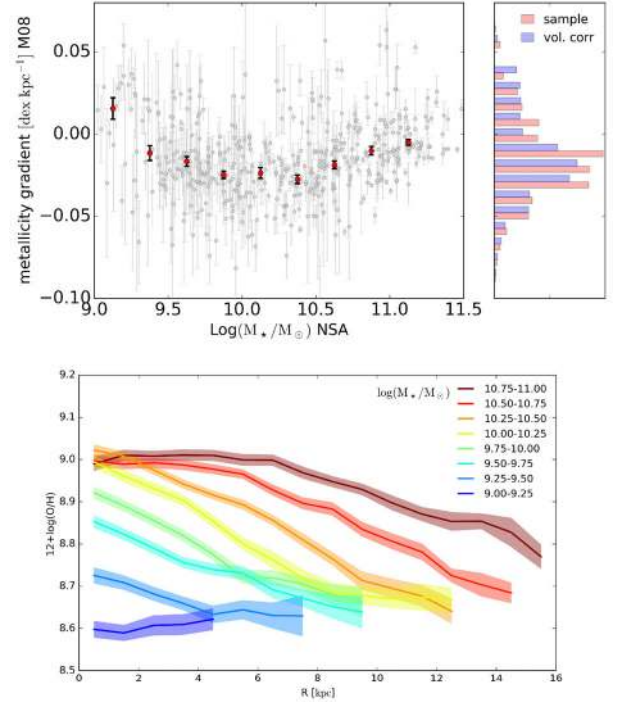 metallicity gradient [dex kpc⁻¹] M08
0.05
0.00
−0.05
−0.10
9.0 9.5 10.0 10.5 11.0 11.5
Log(M⋆/M⊙) NSA
sample
vol. corr
9.2
9.1
9.0
8.9
8.8
8.7
8.6
8.5
12+log(O/H)
0 2 4 6 8 10 12 14 16
R [kpc]
log(M⋆/M⊙)
10.75-11.00
10.50-10.75
10.25-10.50
10.00-10.25
9.75-10.00
9.50-9.75
9.25-9.50
9.00-9.25